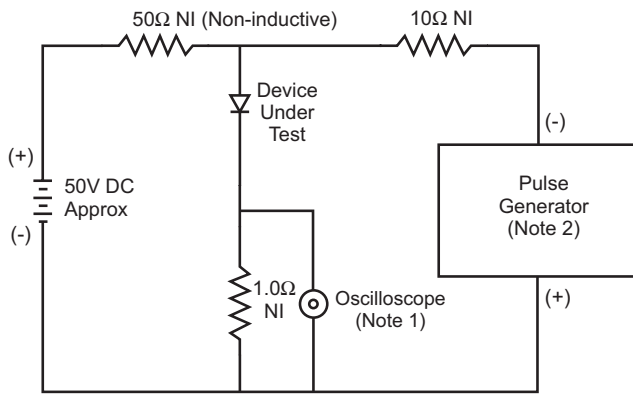 50Ω NI (Non-inductive)
10Ω NI
Device
Under
Test
(-)
(+)
50V DC
Approx
(-)
Pulse
Generator
(Note 2)
1.0Ω
NI
Oscilloscope
(Note 1)
(+)